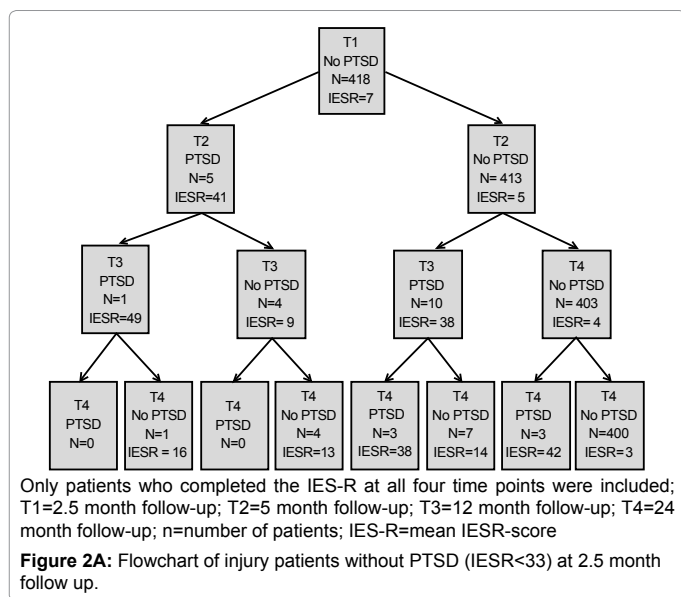 T1
No PTSD
N=418
IESR=7
T2
PTSD
N=5
IESR=41
T2
No PTSD
N= 413
IESR= 5
T3
PTSD
N=1
IESR=49
T3
No PTSD
N=4
IESR= 9
T3
PTSD
N=10
IESR= 38
T4
No PTSD
N= 403
IESR= 4
T4
PTSD
N=0
T4
No PTSD
N=1
IESR = 16
T4
PTSD
N=0
T4
No PTSD
N=4
IESR=13
T4
PTSD
N=3
IESR=38
T4
No PTSD
N=7
IESR=14
T4
PTSD
N=3
IESR=42
T4
No PTSD
N=400
IESR= 3
Only patients who completed the IES-R at all four time points were included;
T1=2.5 month follow-up; T2=5 month follow-up; T3=12 month follow-up; T4=24
month follow-up; n=number of patients; IES-R=mean IESR-score
Figure 2A: Flowchart of injury patients without PTSD (IESR<33) at 2.5 month
follow up.